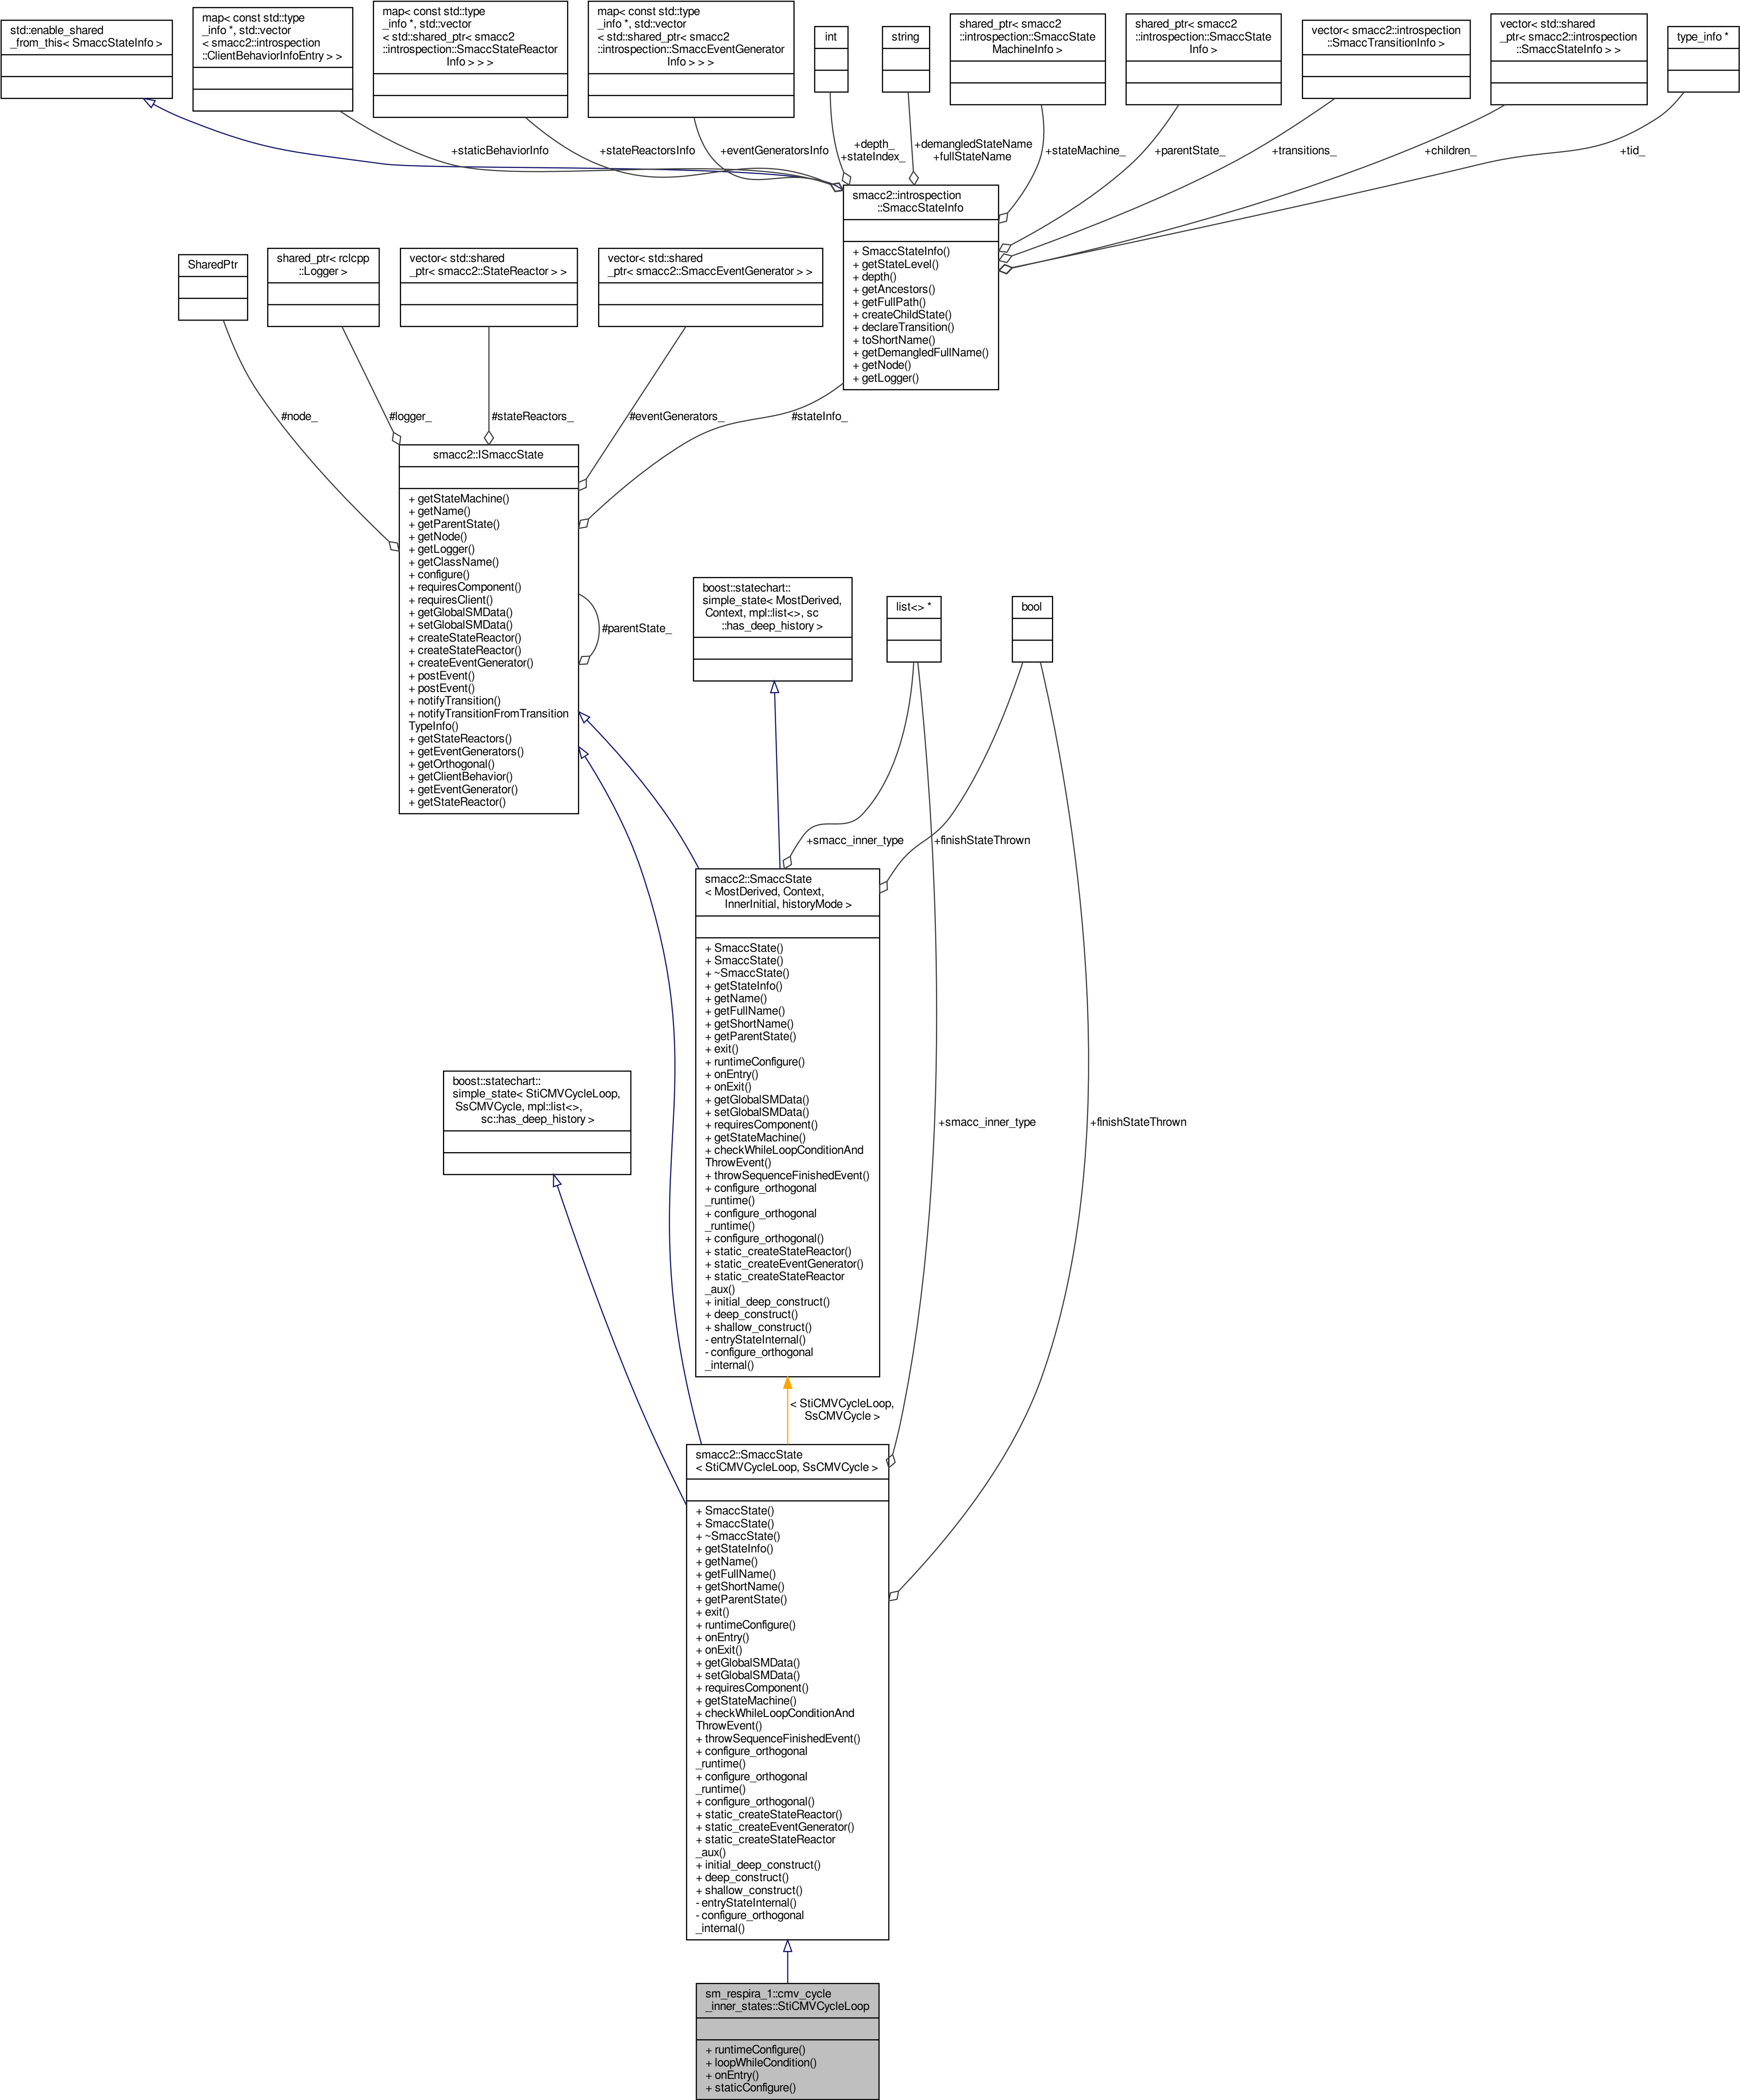 std::enable_shared
_from_this< SmaccStateInfo >
map< const std::type
_info *, std::vector
< smacc2::introspection
::ClientBehaviorInfoEntry > >
map< const std::type
_info *, std::vector
< std::shared_ptr< smacc2
::introspection::SmaccStateReactor
Info > > >
map< const std::type
_info *, std::vector
< std::shared_ptr< smacc2
::introspection::SmaccEventGenerator
Info > > >
int
string
shared_ptr< smacc2
::introspection::SmaccState
MachineInfo >
shared_ptr< smacc2
::introspection::SmaccState
Info >
vector< smacc2::introspection
::SmaccTransitionInfo >
vector< std::shared
_ptr< smacc2::introspection
::SmaccStateInfo > >
type_info *
+staticBehaviorInfo
+stateReactorsInfo
+eventGeneratorsInfo
+depth_
+stateIndex_
+demangledStateName
+fullStateName
+stateMachine_
+parentState_
+transitions_
+children_
+tid_
smacc2::introspection
::SmaccStateInfo
+ SmaccStateInfo()
+ getStateLevel()
+ depth()
+ getAncestors()
+ getFullPath()
+ createChildState()
+ declareTransition()
+ toShortName()
+ getDemangledFullName()
+ getNode()
+ getLogger()
SharedPtr
shared_ptr< rclcpp
::Logger >
vector< std::shared
_ptr< smacc2::StateReactor > >
vector< std::shared
_ptr< smacc2::SmaccEventGenerator > >
#node_
#logger_
#stateReactors_
#eventGenerators_
#stateInfo_
smacc2::ISmaccState
+ getStateMachine()
+ getName()
+ getParentState()
+ getNode()
+ getLogger()
+ getClassName()
+ configure()
+ requiresComponent()
+ requiresClient()
+ getGlobalSMData()
+ setGlobalSMData()
+ createStateReactor()
+ createStateReactor()
+ createEventGenerator()
+ postEvent()
+ postEvent()
+ notifyTransition()
+ notifyTransitionFromTransition
TypeInfo()
+ getStateReactors()
+ getEventGenerators()
+ getOrthogonal()
+ getClientBehavior()
+ getEventGenerator()
+ getStateReactor()
#parentState_
boost::statechart::
simple_state< MostDerived,
Context, mpl::list<>, sc
::has_deep_history >
list<> *
bool
+smacc_inner_type
+finishStateThrown
smacc2::SmaccState
< MostDerived, Context,
InnerInitial, historyMode >
+ SmaccState()
+ SmaccState()
+ ~SmaccState()
+ getStateInfo()
+ getName()
+ getFullName()
+ getShortName()
+ getParentState()
+ exit()
+ runtimeConfigure()
+ onEntry()
+ onExit()
+ getGlobalSMData()
+ setGlobalSMData()
+ requiresComponent()
+ getStateMachine()
+ checkWhileLoopConditionAnd
ThrowEvent()
+ throwSequenceFinishedEvent()
+ configure_orthogonal
_runtime()
+ configure_orthogonal
_runtime()
+ configure_orthogonal()
+ static_createStateReactor()
+ static_createEventGenerator()
+ static_createStateReactor
_aux()
+ initial_deep_construct()
+ deep_construct()
+ shallow_construct()
- entryStateInternal()
- configure_orthogonal
_internal()
boost::statechart::
simple_state< StiCMVCycleLoop,
SsCMVCycle, mpl::list<>,
sc::has_deep_history >
+smacc_inner_type
+finishStateThrown
< StiCMVCycleLoop,
SsCMVCycle >
smacc2::SmaccState
< StiCMVCycleLoop, SsCMVCycle >
+ SmaccState()
+ SmaccState()
+ ~SmaccState()
+ getStateInfo()
+ getName()
+ getFullName()
+ getShortName()
+ getParentState()
+ exit()
+ runtimeConfigure()
+ onEntry()
+ onExit()
+ getGlobalSMData()
+ setGlobalSMData()
+ requiresComponent()
+ getStateMachine()
+ checkWhileLoopConditionAnd
ThrowEvent()
+ throwSequenceFinishedEvent()
+ configure_orthogonal
_runtime()
+ configure_orthogonal
_runtime()
+ configure_orthogonal()
+ static_createStateReactor()
+ static_createEventGenerator()
+ static_createStateReactor
_aux()
+ initial_deep_construct()
+ deep_construct()
+ shallow_construct()
- entryStateInternal()
- configure_orthogonal
_internal()
sm_respira_1::cmv_cycle
_inner_states::StiCMVCycleLoop
+ runtimeConfigure()
+ loopWhileCondition()
+ onEntry()
+ staticConfigure()